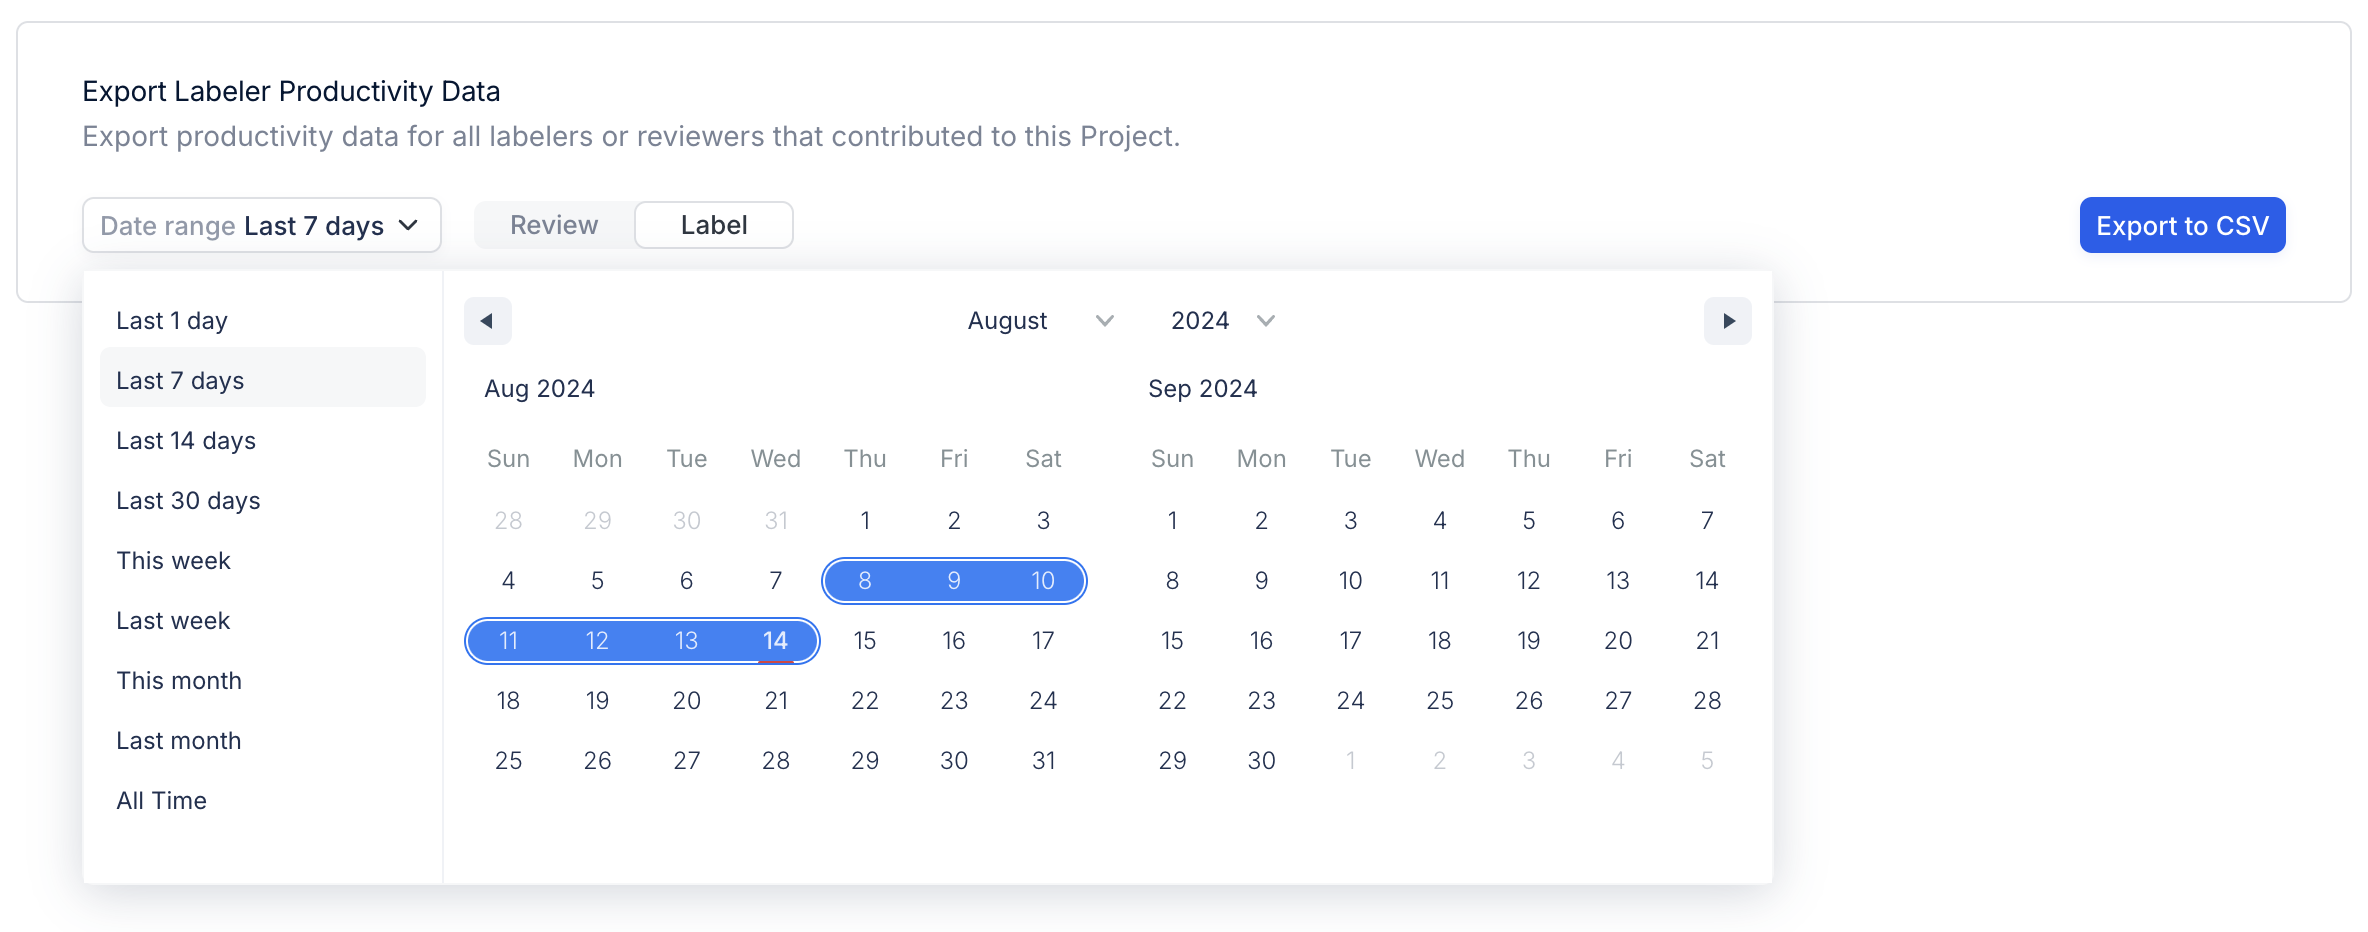 Export Labeler Productivity Data
Export productivity data for all labelers or reviewers that contributed to this Project.
Date range Last 7 days Review Label Export to CSV
Last 1 day
Last 7 days
Last 14 days
Last 30 days
This week
Last week
This month
Last month
All Time
August 2024
Aug 2024
Sun Mon Tue Wed Thu Fri Sat
28 29 30 31 1 2 3
4 5 6 7 8 9 10
11 12 13 14 15 16 17
18 19 20 21 22 23 24
25 26 27 28 29 30 31
Sep 2024
Sun Mon Tue Wed Thu Fri Sat
1 2 3 4 5 6 7
8 9 10 11 12 13 14
15 16 17 18 19 20 21
22 23 24 25 26 27 28
29 30 1 2 3 4 5